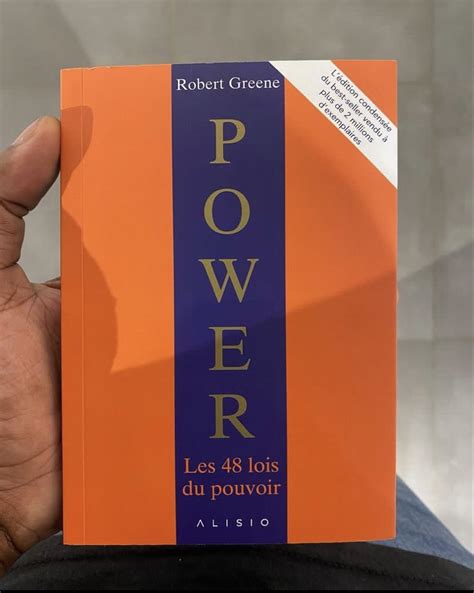 Robert Greene
L'édition condensée
du best-seller vendu à
plus de 2 millions
d'exemplaires
POWER
Les 48 lois
du pouvoir
ALISIO